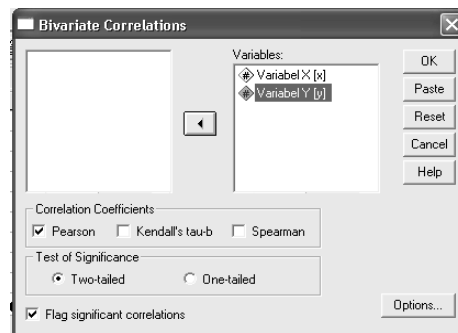 Bivariate Correlations
Variables:
Variabel X [x]
Variabel Y [y]
OK
Paste
Reset
Cancel
Help
Correlation Coefficients
Pearson Kendall's tau-b Spearman
Test of Significance
Two-tailed One-tailed
Flag significant correlations
Options...